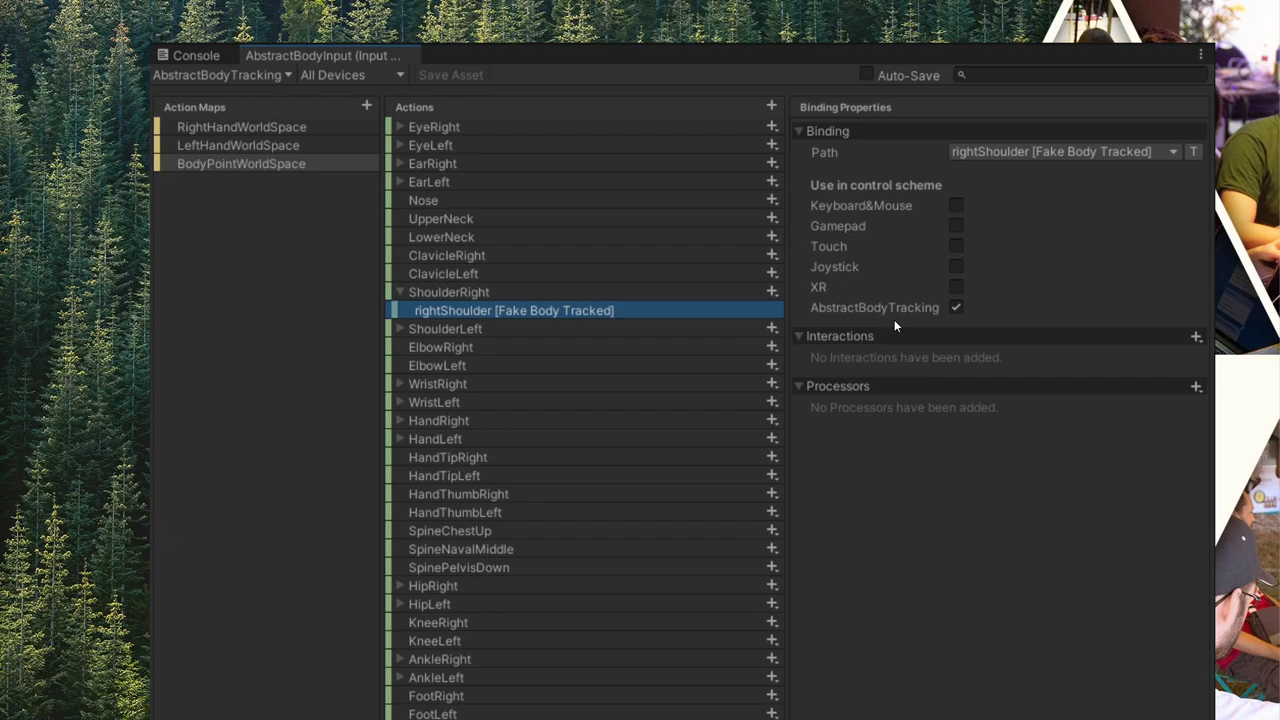 Console
AbstractBodyInput (Input ...
AbstractBodyTracking
All Devices
Save Asset
Auto-Save
Action Maps
RightHandWorldSpace
LeftHandWorldSpace
BodyPointWorldSpace
Actions
EyeRight
EyeLeft
EarRight
EarLeft
Nose
UpperNeck
LowerNeck
ClavicleRight
ClavicleLeft
ShoulderRight
rightShoulder [Fake Body Tracked]
ShoulderLeft
ElbowRight
ElbowLeft
WristRight
WristLeft
HandRight
HandLeft
HandTipRight
HandTipLeft
HandThumbRight
HandThumbLeft
SpineChestUp
SpineNavalMiddle
SpinePelvisDown
HipRight
HipLeft
KneeRight
KneeLeft
AnkleRight
AnkleLeft
FootRight
FootLeft
Binding Properties
Binding
Path rightShoulder [Fake Body Tracked] T
Use in control scheme
Keyboard&Mouse
Gamepad
Touch
Joystick
XR
AbstractBodyTracking
Interactions
No Interactions have been added.
Processors
No Processors have been added.